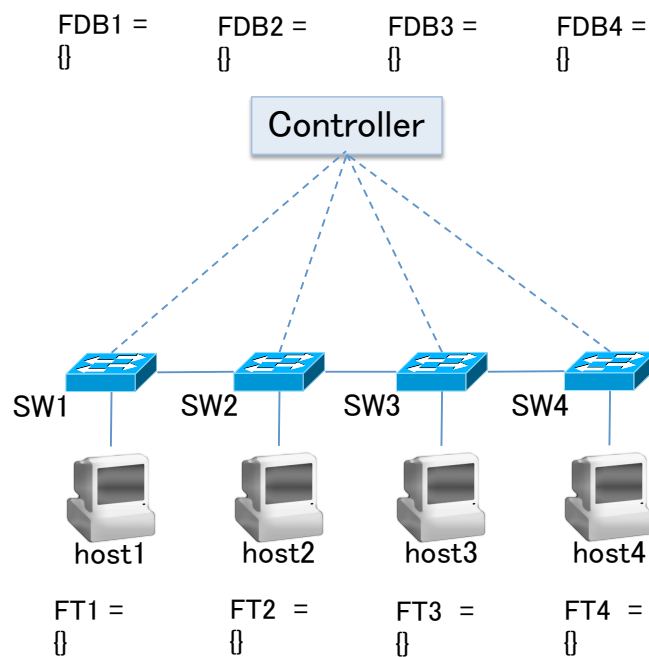 FDB1 = FDB2 = FDB3 = FDB4 =
{} {} {} {}
Controller
SW1 SW2 SW3 SW4
host1 host2 host3 host4
FT1 = FT2 = FT3 = FT4 =
{} {} {} {}